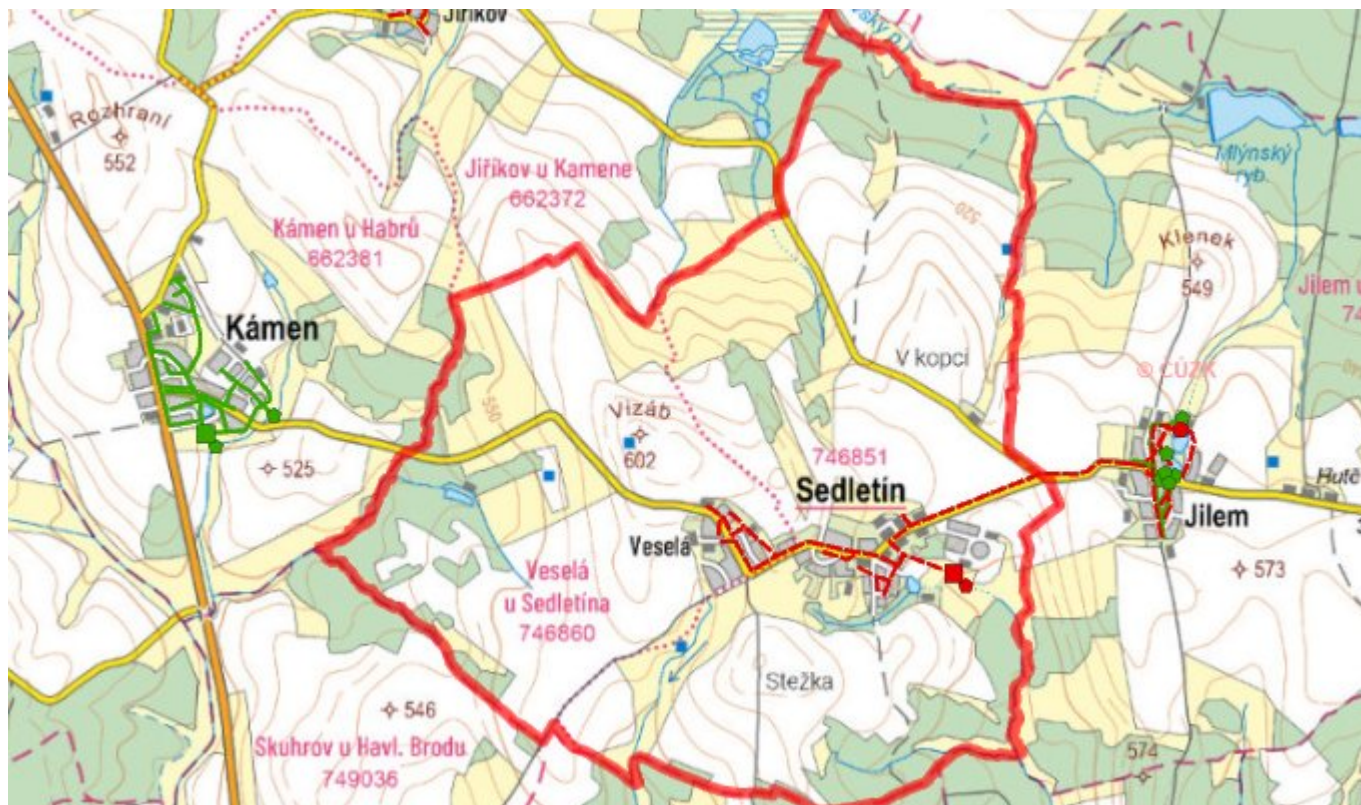 Jiříkov
Rozhraní
552
Jiříkov u Kamene
662372
Mlýnský
ryb.
Kámen u Habrů
662381
Klenek
549
520
Kámen
V kopci
© ČÚZK
550
Vizáb
602
525
746851
Sedletín
Jilem
Veselá
Veselá
u Sedletína
746860
573
Stežka
546
Skuhrov u Havl. Brodu
749036
574